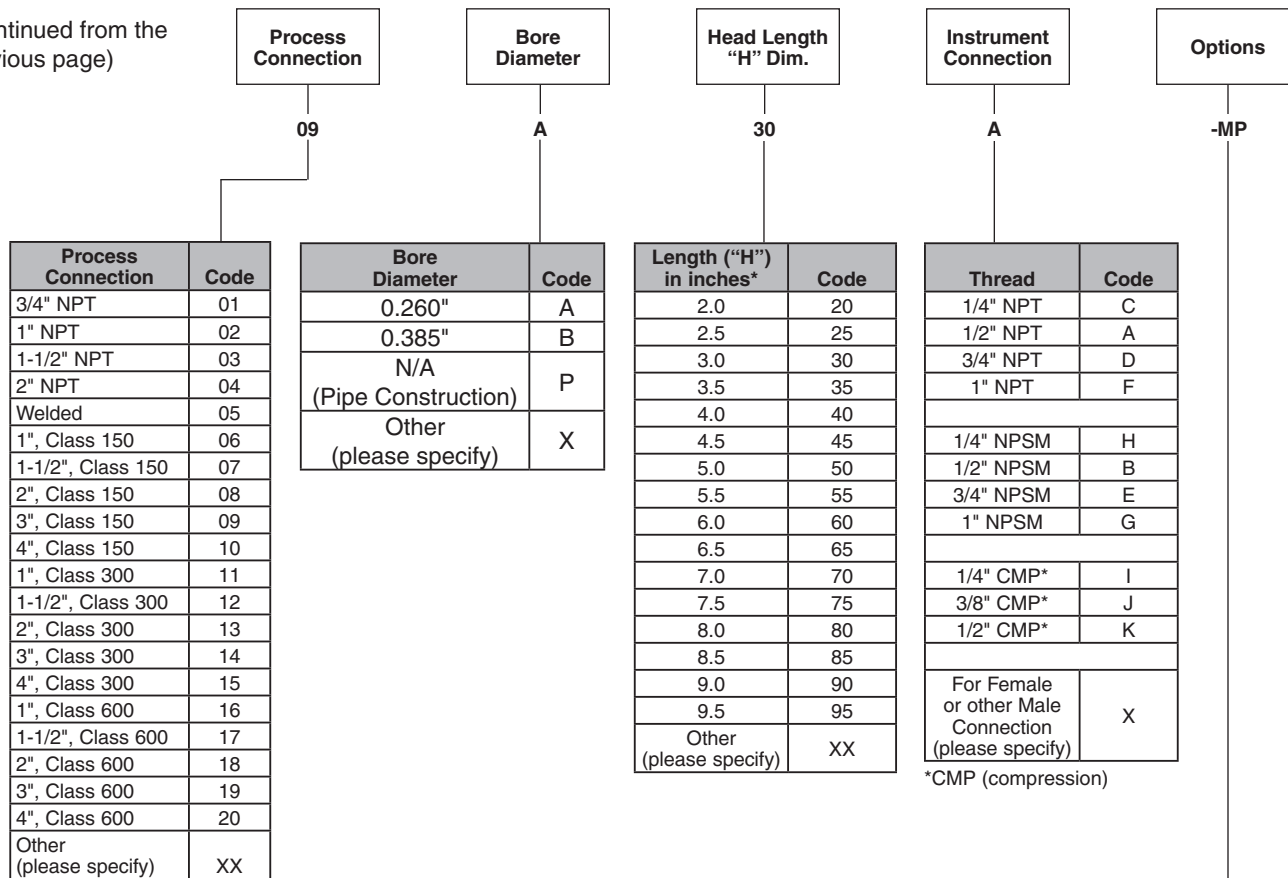 ntinued from the
vious page)
Process
Connection
Bore
Diameter
Head Length
“H” Dim.
Instrument
Connection
Options
09 A 30 A -MP
Process
Connection Code
3/4" NPT 01
1" NPT 02
1-1/2" NPT 03
2" NPT 04
Welded 05
1", Class 150 06
1-1/2", Class 150 07
2", Class 150 08
3", Class 150 09
4", Class 150 10
1", Class 300 11
1-1/2", Class 300 12
2", Class 300 13
3", Class 300 14
4", Class 300 15
1", Class 600 16
1-1/2", Class 600 17
2", Class 600 18
3", Class 600 19
4", Class 600 20
Other
(please specify) XX
Bore
Diameter Code
0.260" A
0.385" B
N/A
(Pipe Construction) P
Other
(please specify) X
Length (“H”)
in inches* Code
2.0 20
2.5 25
3.0 30
3.5 35
4.0 40
4.5 45
5.0 50
5.5 55
6.0 60
6.5 65
7.0 70
7.5 75
8.0 80
8.5 85
9.0 90
9.5 95
Other
(please specify) XX
Thread Code
1/4" NPT C
1/2" NPT A
3/4" NPT D
1" NPT F
1/4" NPSM H
1/2" NPSM B
3/4" NPSM E
1" NPSM G
1/4" CMP* I
3/8" CMP* J
1/2" CMP* K
For Female
or other Male
Connection
(please specify) X
*CMP (compression)